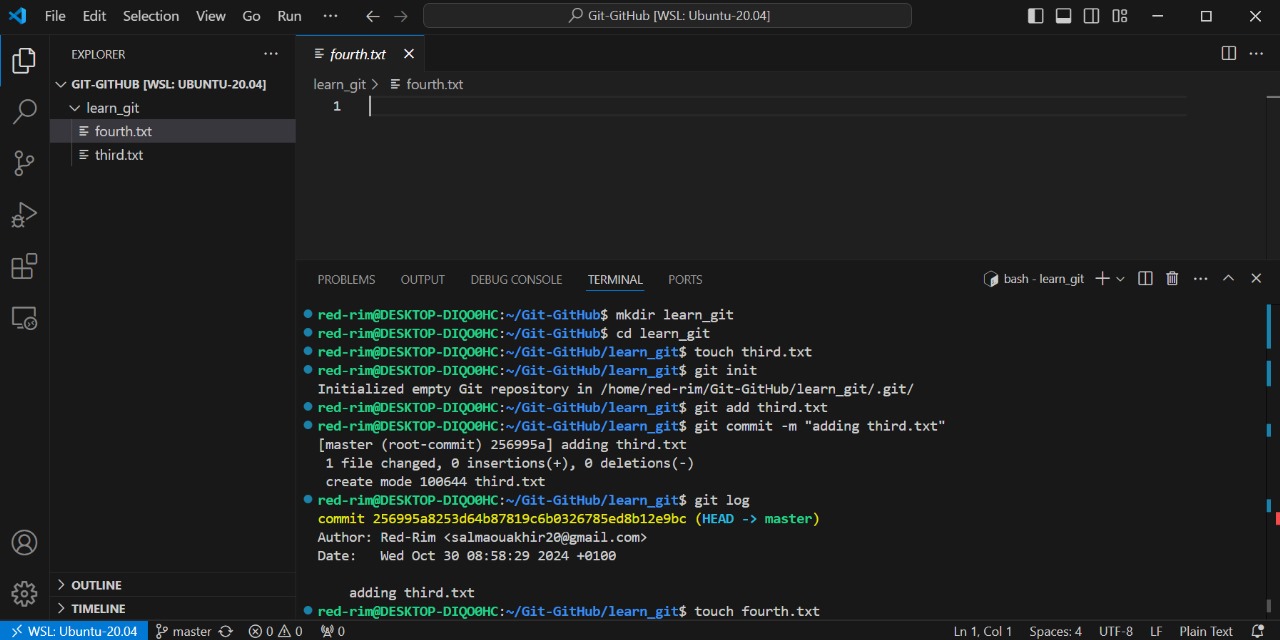 File Edit Selection View Go Run ··· Git-GitHub [WSL: Ubuntu-20.04]
EXPLORER ···
GIT-GITHUB [WSL: UBUNTU-20.04]
learn_git
fourth.txt
third.txt
OUTLINE
TIMELINE
fourth.txt
learn_git > fourth.txt
1
PROBLEMS OUTPUT DEBUG CONSOLE TERMINAL PORTS bash - learn_git
red-rim@DESKTOP-DIQO0HC:~/Git-GitHub$ mkdir learn_git
red-rim@DESKTOP-DIQO0HC:~/Git-GitHub$ cd learn_git
red-rim@DESKTOP-DIQO0HC:~/Git-GitHub/learn_git$ touch third.txt
red-rim@DESKTOP-DIQO0HC:~/Git-GitHub/learn_git$ git init
Initialized empty Git repository in /home/red-rim/Git-GitHub/learn_git/.git/
red-rim@DESKTOP-DIQO0HC:~/Git-GitHub/learn_git$ git add third.txt
red-rim@DESKTOP-DIQO0HC:~/Git-GitHub/learn_git$ git commit -m "adding third.txt"
[master (root-commit) 256995a] adding third.txt
1 file changed, 0 insertions(+), 0 deletions(-)
create mode 100644 third.txt
red-rim@DESKTOP-DIQO0HC:~/Git-GitHub/learn_git$ git log
commit 256995a8253d64b87819c6b0326785ed8b12e9bc (HEAD -> master)
Author: Red-Rim <salmaouakhir20@gmail.com>
Date:   Wed Oct 30 08:58:29 2024 +0100
adding third.txt
red-rim@DESKTOP-DIQO0HC:~/Git-GitHub/learn_git$ touch fourth.txt
WSL: Ubuntu-20.04 master 0 0 0 Ln 1, Col 1 Spaces: 4 UTF-8 LF Plain Text